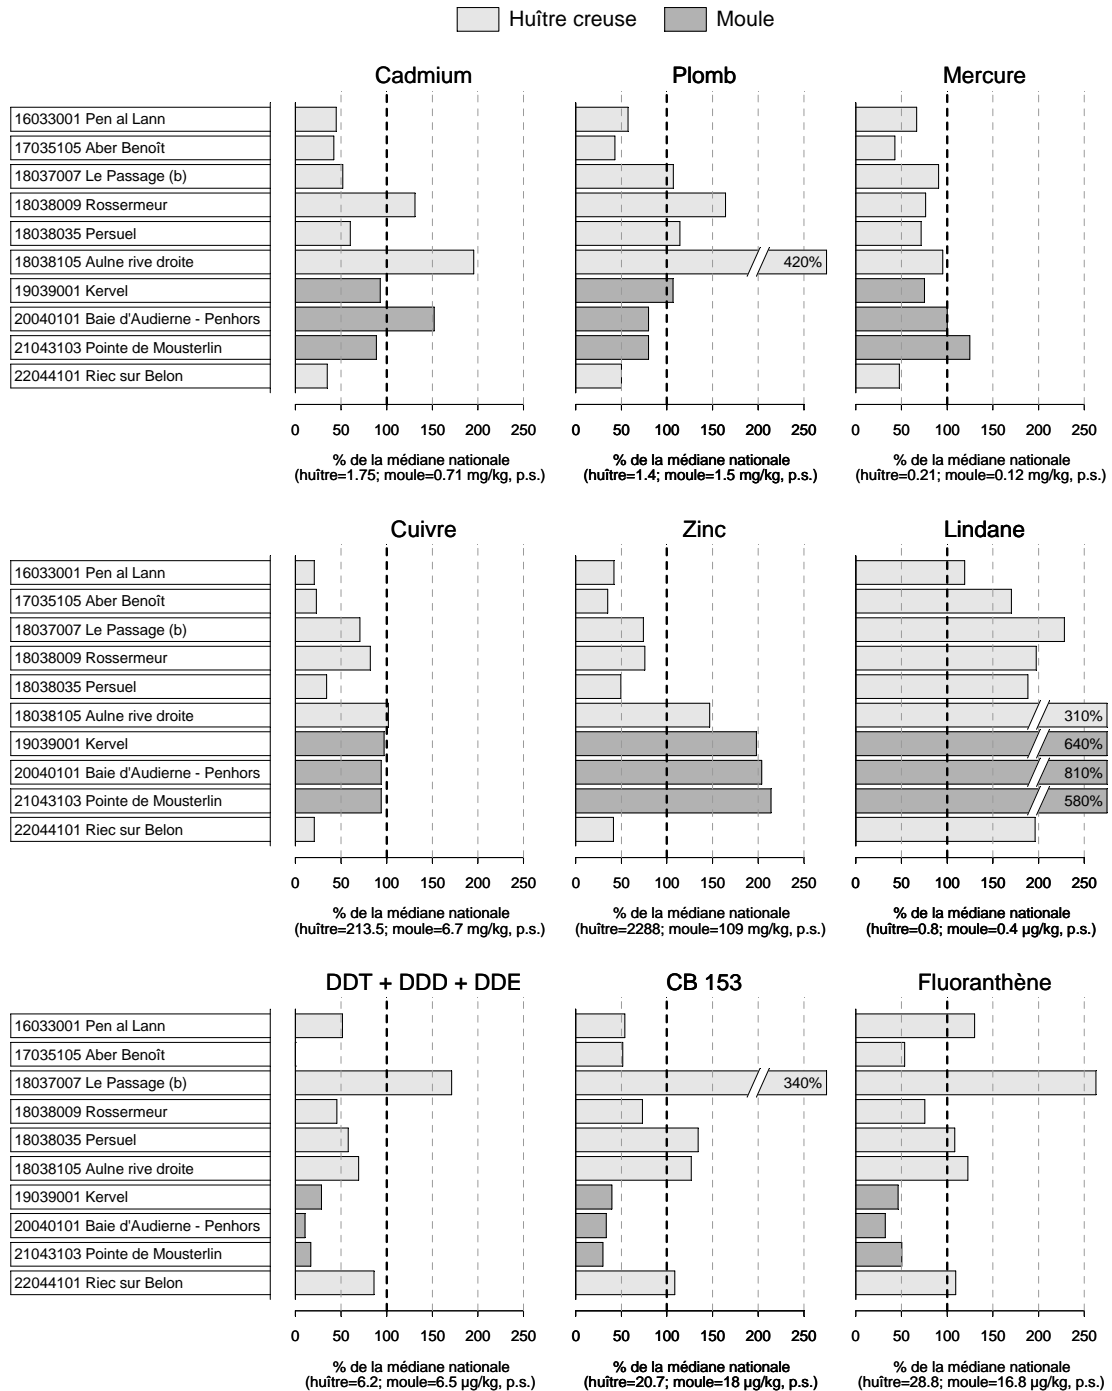 Huître creuse Moule
Cadmium Plomb Mercure
16033001 Pen al Lann
17035105 Aber Benoît
18037007 Le Passage (b)
18038009 Rossermeur
18038035 Persuel
18038105 Aulne rive droite 420%
19039001 Kervel
20040101 Baie d'Audierne - Penhors
21043103 Pointe de Mousterlin
22044101 Riec sur Belon
0 50 100 150 200 250 0 50 100 150 200 250 0 50 100 150 200 250
% de la médiane nationale % de la médiane nationale % de la médiane nationale
(huître=1.75; moule=0.71 mg/kg, p.s.) (huître=1.4; moule=1.5 mg/kg, p.s.) (huître=0.21; moule=0.12 mg/kg, p.s.)
Cuivre Zinc Lindane
16033001 Pen al Lann
17035105 Aber Benoît
18037007 Le Passage (b)
18038009 Rossermeur
18038035 Persuel
18038105 Aulne rive droite 310%
19039001 Kervel 640%
20040101 Baie d'Audierne - Penhors 810%
21043103 Pointe de Mousterlin 580%
22044101 Riec sur Belon
0 50 100 150 200 250 0 50 100 150 200 250 0 50 100 150 200 250
% de la médiane nationale % de la médiane nationale % de la médiane nationale
(huître=213.5; moule=6.7 mg/kg, p.s.) (huître=2288; moule=109 mg/kg, p.s.) (huître=0.8; moule=0.4 µg/kg, p.s.)
DDT + DDD + DDE CB 153 Fluoranthène
16033001 Pen al Lann
17035105 Aber Benoît
18037007 Le Passage (b) 340%
18038009 Rossermeur
18038035 Persuel
18038105 Aulne rive droite
19039001 Kervel
20040101 Baie d'Audierne - Penhors
21043103 Pointe de Mousterlin
22044101 Riec sur Belon
0 50 100 150 200 250 0 50 100 150 200 250 0 50 100 150 200 250
% de la médiane nationale % de la médiane nationale % de la médiane nationale
(huître=6.2; moule=6.5 µg/kg, p.s.) (huître=20.7; moule=18 µg/kg, p.s.) (huître=28.8; moule=16.8 µg/kg, p.s.)